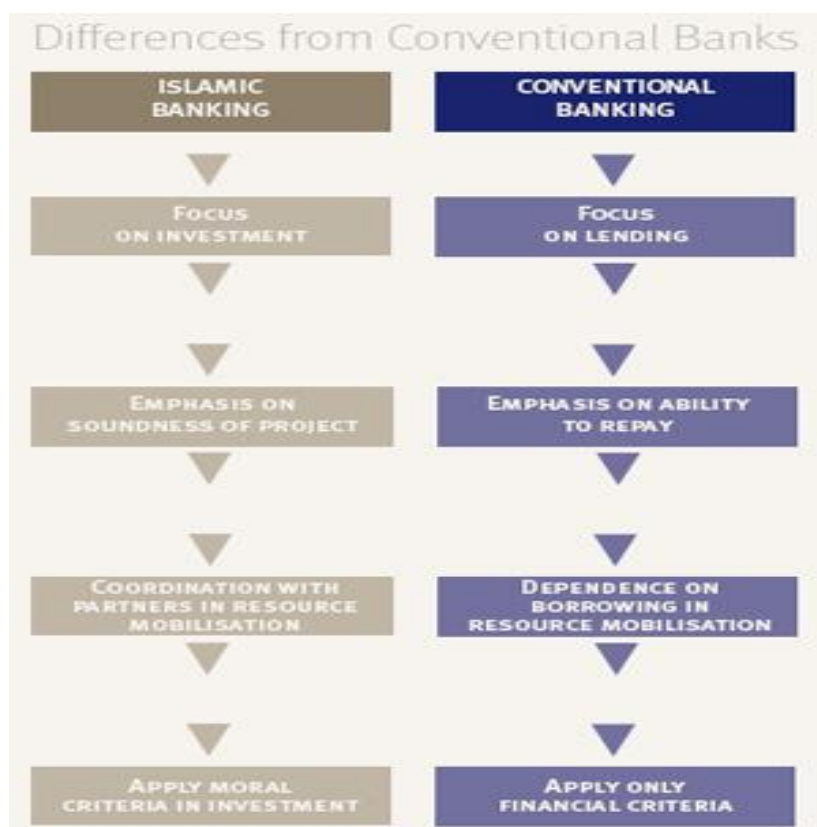 Differences from Conventional Banks
ISLAMIC
BANKING
FOCUS
ON INVESTMENT
EMPHASIS ON
SOUNDNESS OF PROJECT
COORDINATION WITH
PARTNERS IN RESOURCE
MOBILISATION
APPLY MORAL
CRITERIA IN INVESTMENT
CONVENTIONAL
BANKING
FOCUS
ON LENDING
EMPHASIS ON ABILITY
TO REPAY
DEPENDENCE ON
BORROWING IN
RESOURCE MOBILISATION
APPLY ONLY
FINANCIAL CRITERIA